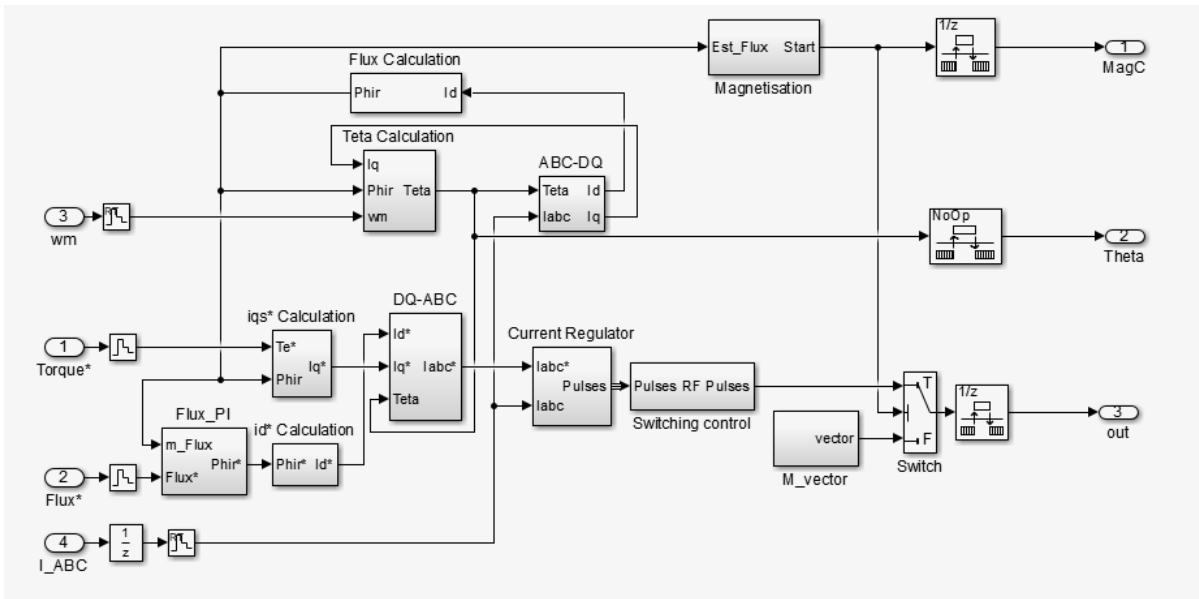 Est_Flux Start
Magnetisation
1/z
1
MagC
Flux Calculation
Phir Id
Teta Calculation
Iq
Phir Teta
wm
ABC-DQ
Teta Id
Iabc Iq
3
wm
NoOp
2
Theta
iqs* Calculation
Te*
Iq*
Phir
DQ-ABC
Id*
Iq* Iabc*
Teta
Current Regulator
Iabc*
Pulses
Iabc
Pulses RF Pulses
Switching control
1
Torque*
T
F
Switch
1/z
3
out
vector
M_vector
Flux_PI
m_Flux
Phir*
Flux*
id* Calculation
Phir* Id*
2
Flux*
4
I_ABC
1
z